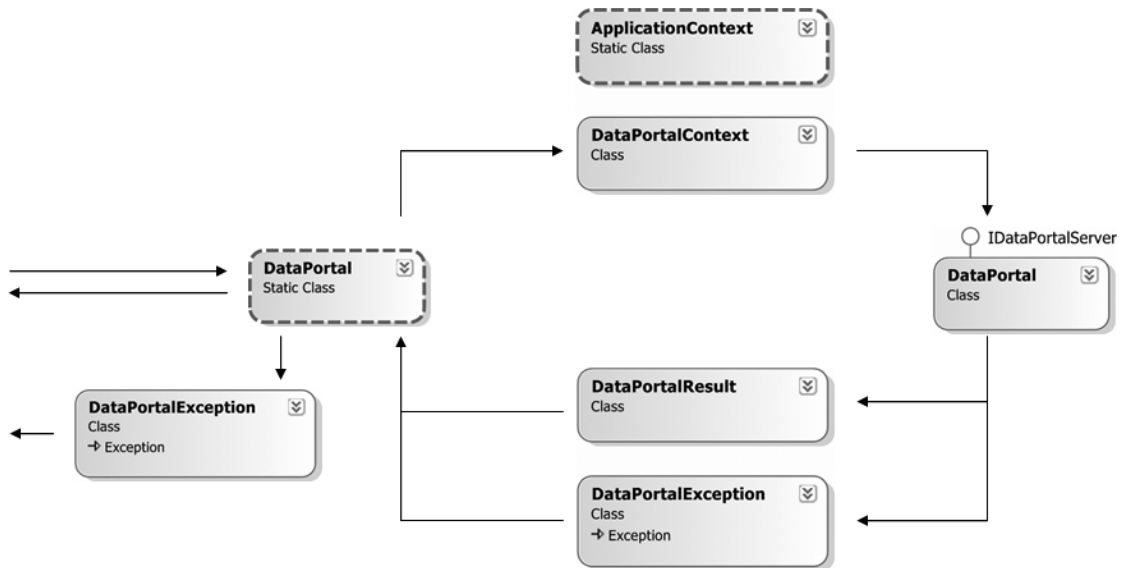 ApplicationContext
Static Class
DataPortalContext
Class
IDataPortalServer
DataPortal
Static Class
DataPortal
Class
DataPortalException
Class
Exception
DataPortalResult
Class
DataPortalException
Class
Exception